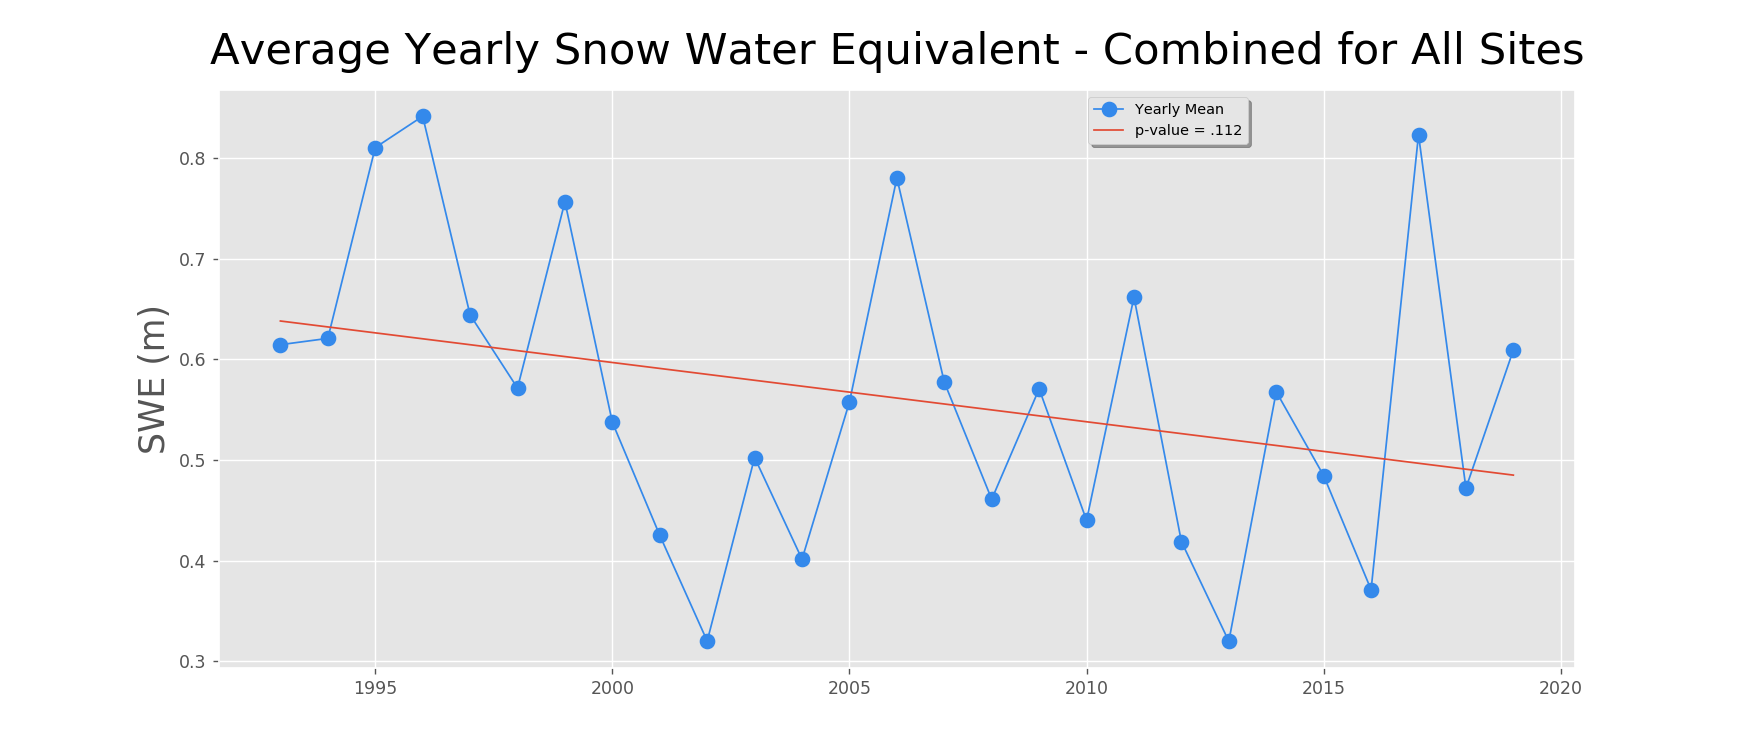 Average Yearly Snow Water Equivalent - Combined for All Sites
Yearly Mean
p-value = .112
SWE (m)
0.8
0.7
0.6
0.5
0.4
0.3
1995 2000 2005 2010 2015 2020